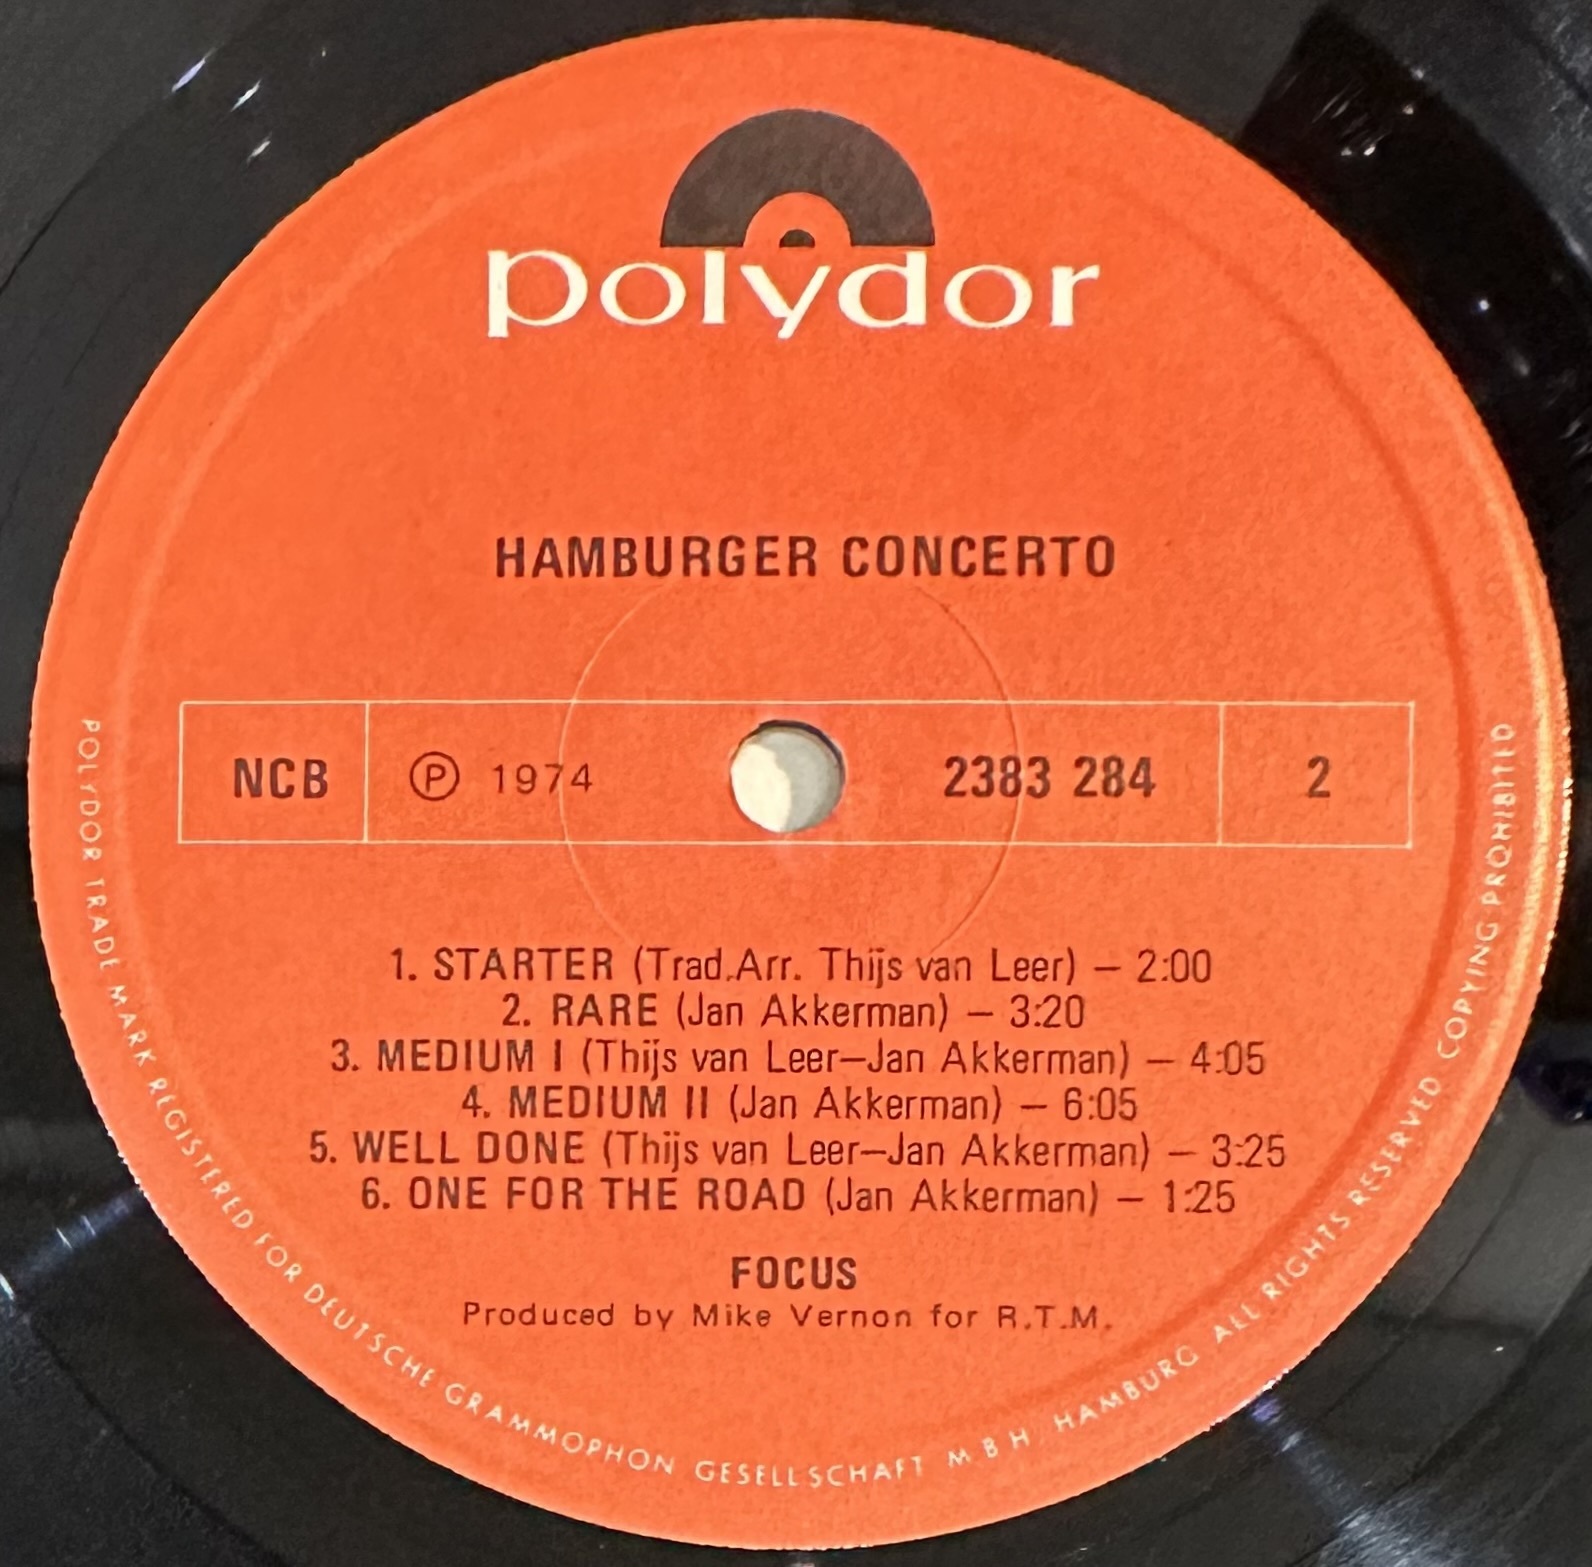 polydor
HAMBURGER CONCERTO
NCB ℗ 1974 2383 284 2
1. STARTER (Trad.Arr. Thijs van Leer) – 2:00
2. RARE (Jan Akkerman) – 3:20
3. MEDIUM I (Thijs van Leer–Jan Akkerman) – 4:05
4. MEDIUM II (Jan Akkerman) – 6:05
5. WELL DONE (Thijs van Leer–Jan Akkerman) – 3:25
6. ONE FOR THE ROAD (Jan Akkerman) – 1:25
FOCUS
Produced by Mike Vernon for R.T.M.
POLYDOR TRADE MARK REGISTERED FOR DEUTSCHE GRAMMOPHON GESELLSCHAFT M B H, HAMBURG ALL RIGHTS RESERVED COPYING PROHIBITED